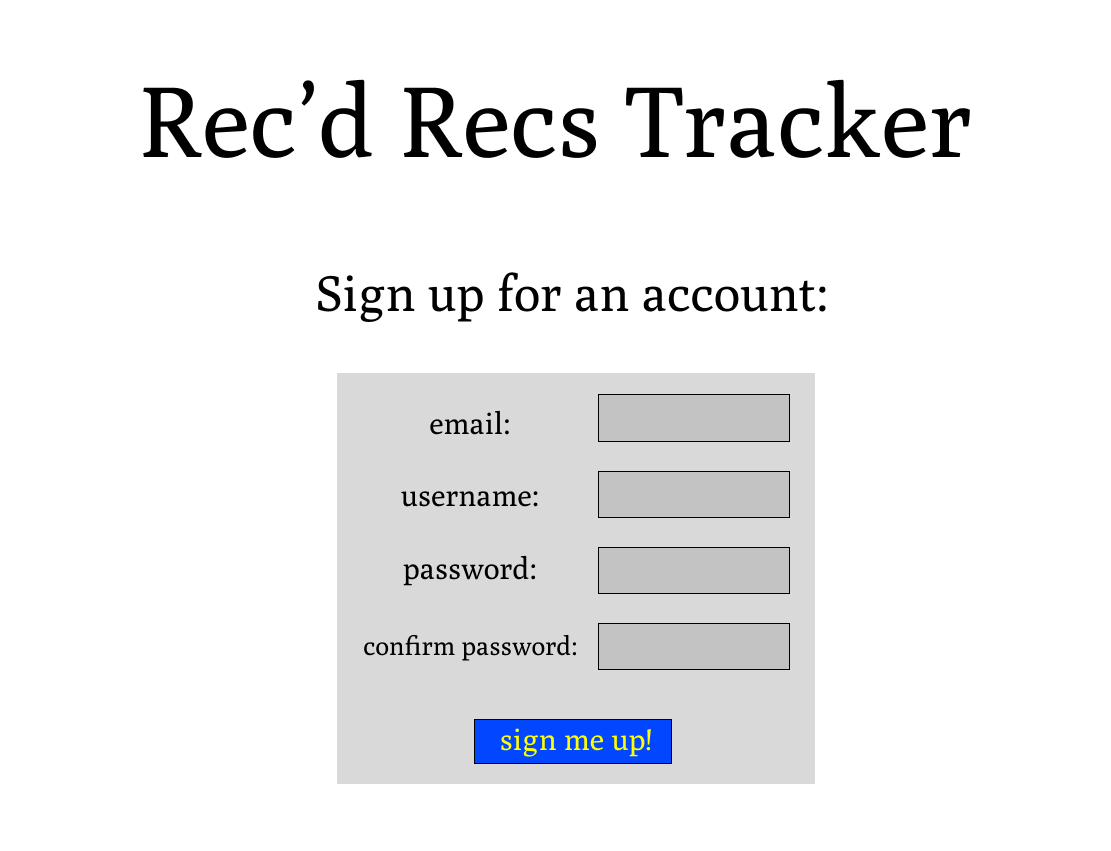 Rec’d Recs Tracker
Sign up for an account:
email:
username:
password:
confirm password:
sign me up!